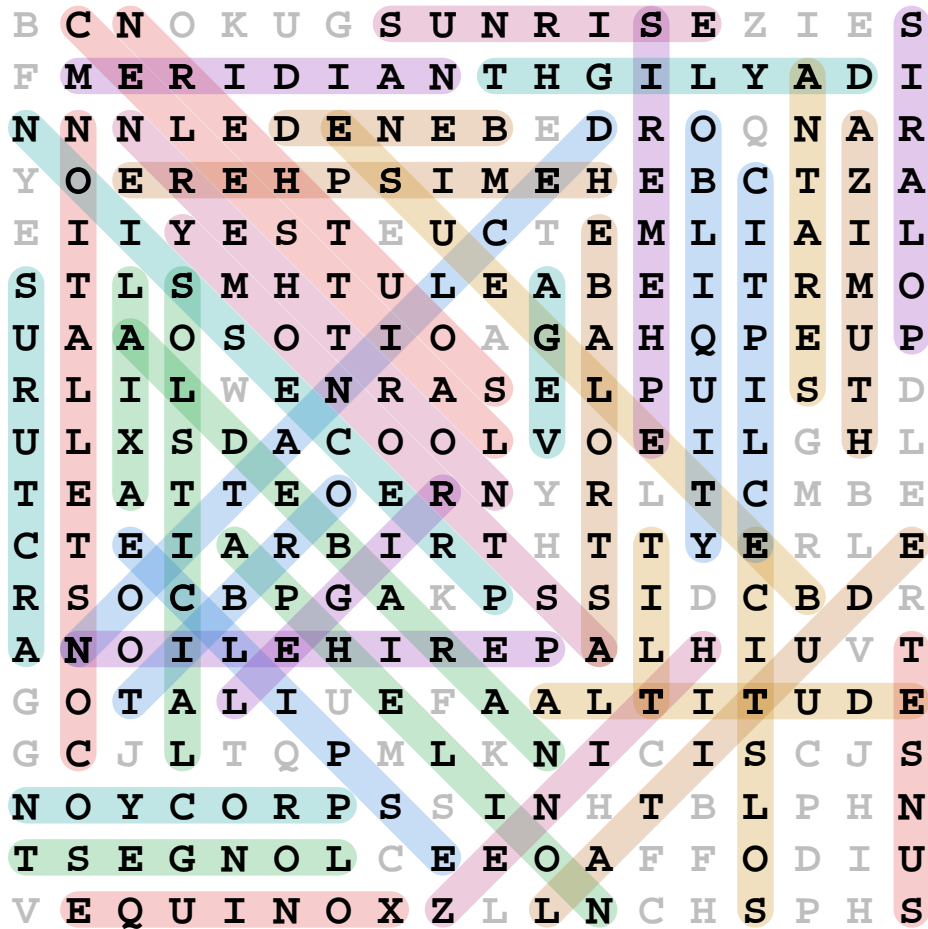 B C N O K U G S U N R I S E Z I E S
F M E R I D I A N T H G I L Y A D I
N N N L E D E N E B E D R O Q N A R
Y O E R E H P S I M E H E B C T Z A
E I I Y E S T E U C T E M L I A I L
S T L S M H T U L E A B E I T R M O
U A A O S O T I O A G A H Q P E U P
R L I L W E N R A S E L P U I S T D
U L X S D A C O O L V O E I L G H L
T E A T T E O E R N Y R L T C M B E
C T E I A R B I R T H T T Y E R L E
R S O C B P G A K P S S I D C B D R
A N O I L E H I R E P A L H I U V T
G O T A L I U E F A A L T I T U D E
G C J L T Q P M L K N I C I S C J S
N O Y C O R P S S I N H T B L P H N
T S E G N O L C E E O A F F O D I U
V E Q U I N O X Z L L N C H S P H S